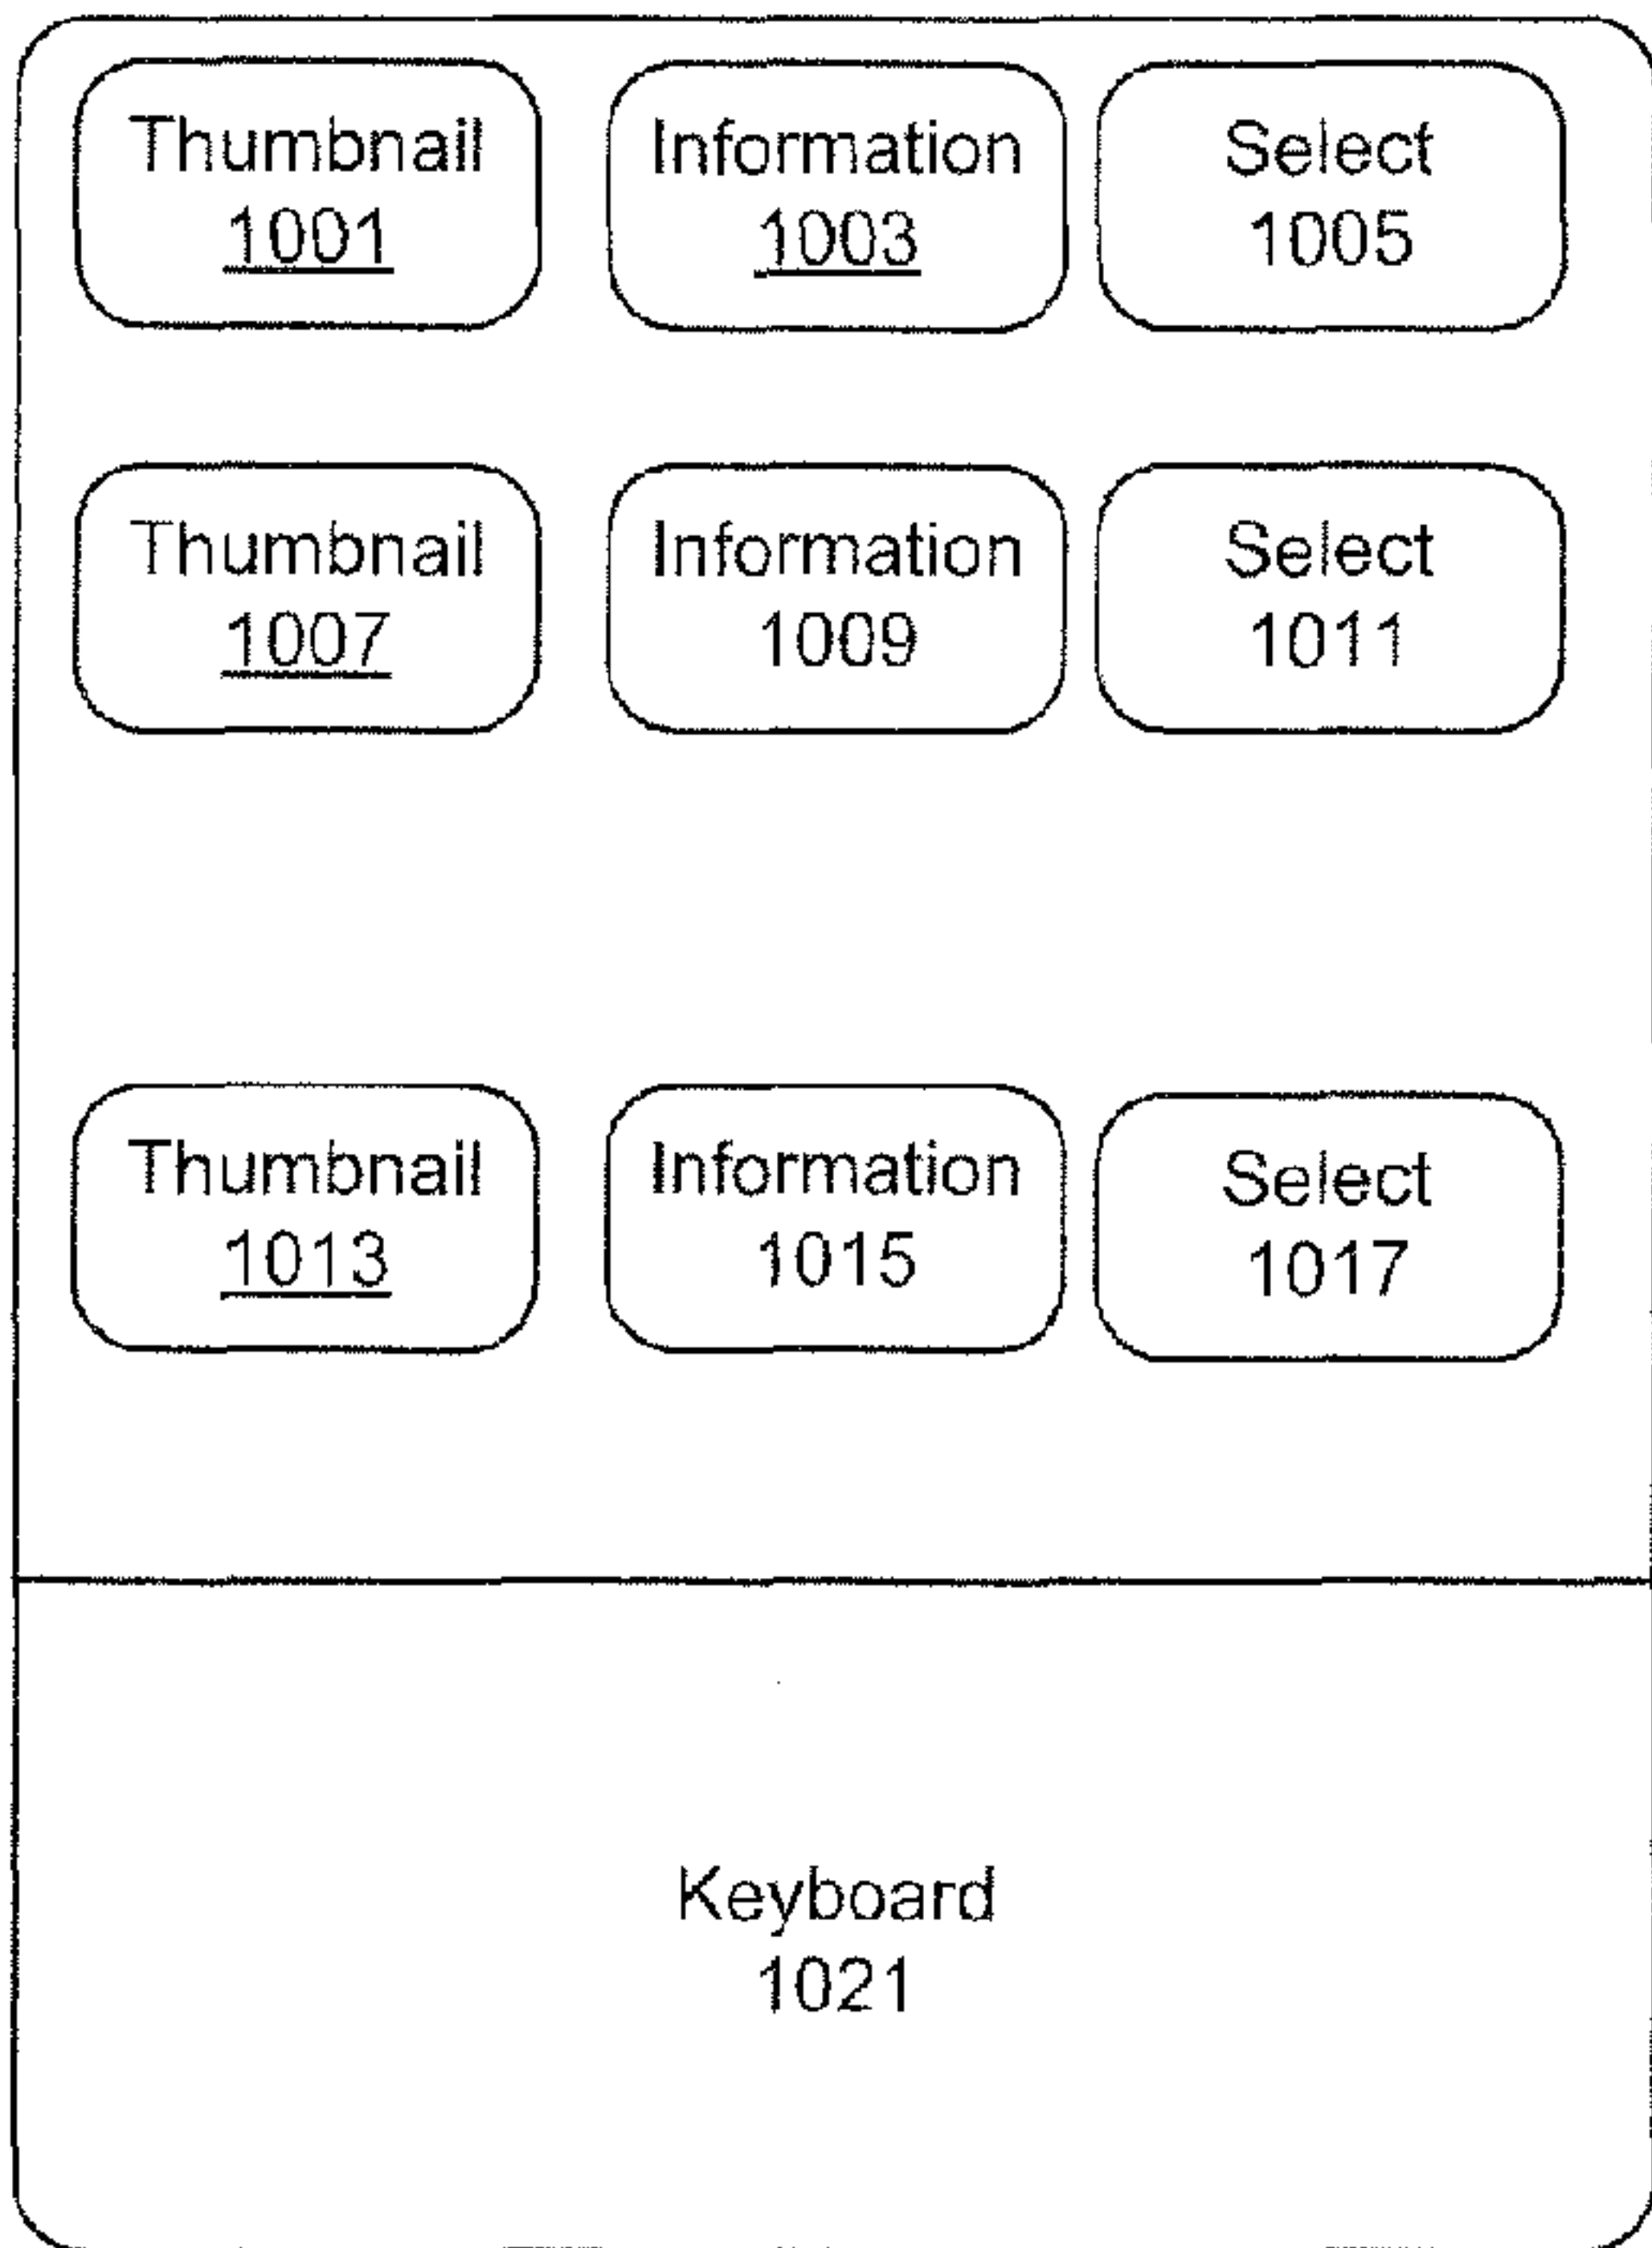 Thumbnail
1001
Information
1003
Select
1005
Thumbnail
1007
Information
1009
Select
1011
Thumbnail
1013
Information
1015
Select
1017
Keyboard
1021